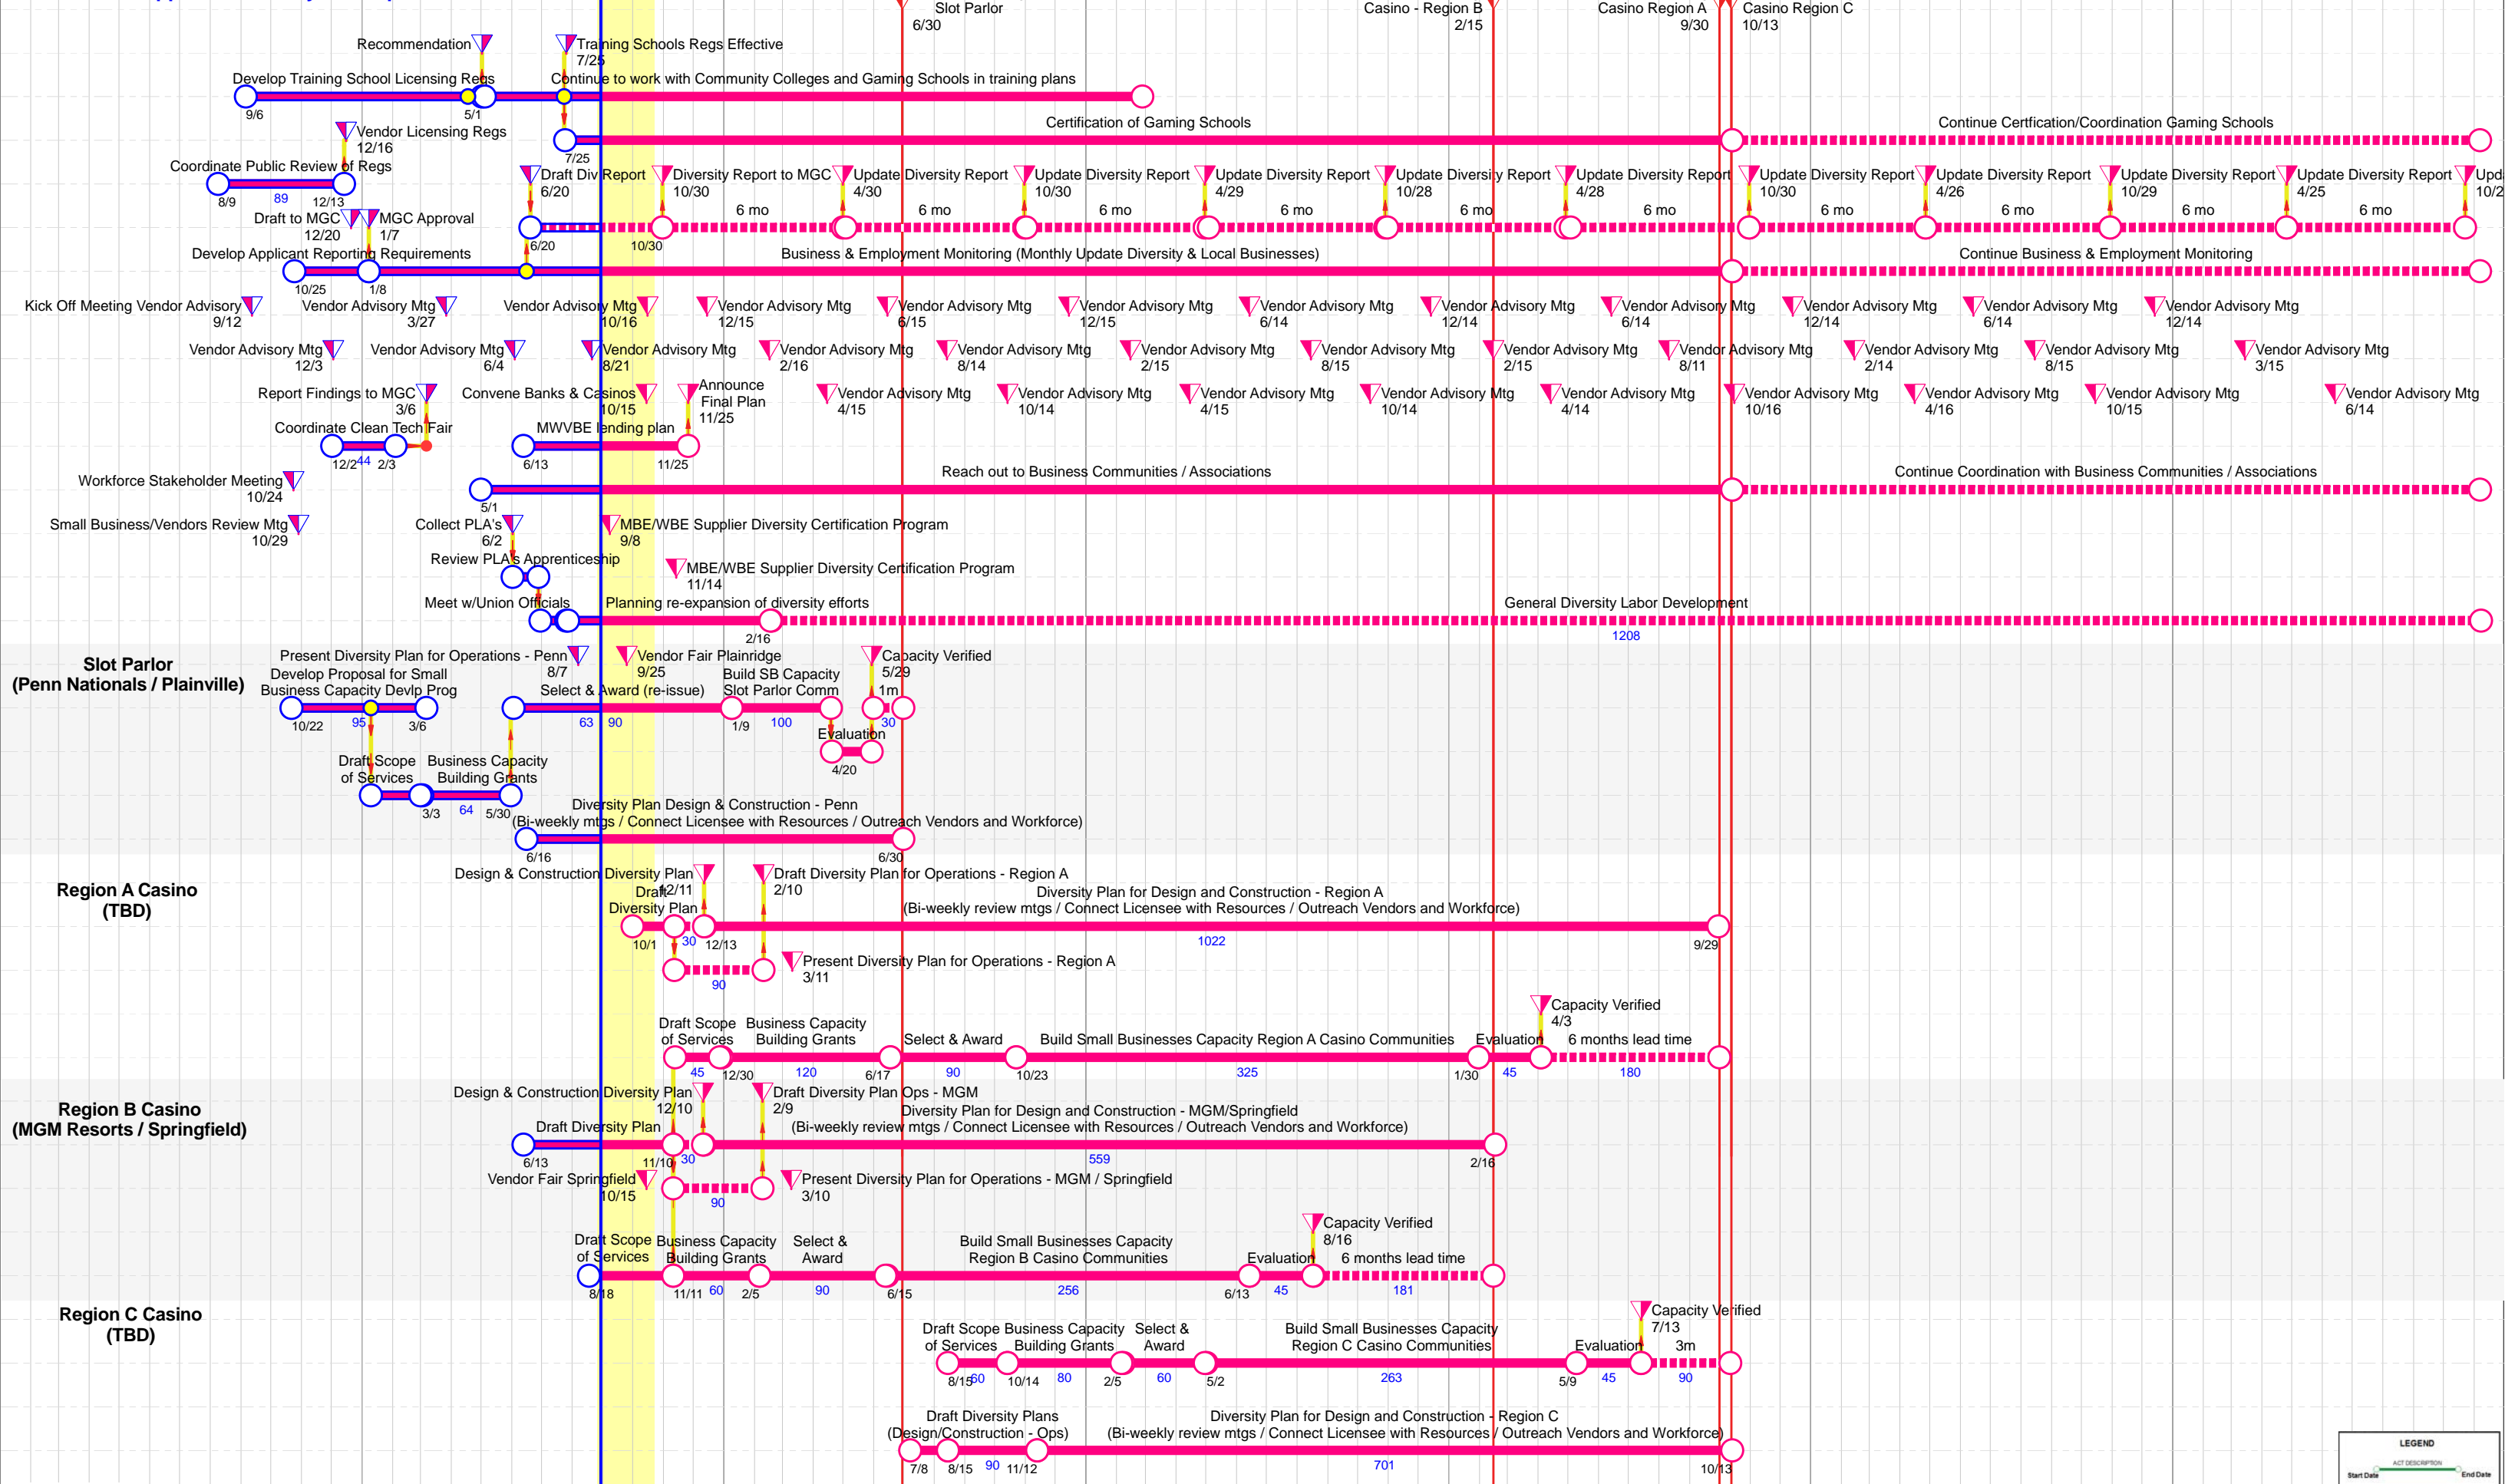 Slot Parlor
6/30
Casino - Region B
2/15
Casino Region A
9/30
Casino Region C
10/13
Recommendation
Training Schools Regs Effective
7/25
Develop Training School Licensing Regs
Continue to work with Community Colleges and Gaming Schools in training plans
9/6
5/1
Vendor Licensing Regs
12/16
Certification of Gaming Schools
Continue Certfication/Coordination Gaming Schools
7/25
Coordinate Public Review of Regs
8/9
89
12/13
Draft Div Report
6/20
Diversity Report to MGC
10/30
Update Diversity Report
4/30
Update Diversity Report
10/30
Update Diversity Report
4/29
Update Diversity Report
10/28
Update Diversity Report
4/28
Update Diversity Report
10/30
Update Diversity Report
4/26
Update Diversity Report
10/29
Update Diversity Report
4/25
Draft to MGC
12/20
MGC Approval
1/7
6 mo
6 mo
6 mo
6 mo
6 mo
6 mo
6 mo
6 mo
6 mo
6 mo
6/20
10/30
Develop Applicant Reporting Requirements
Business & Employment Monitoring (Monthly Update Diversity & Local Businesses)
Continue Business & Employment Monitoring
10/25
1/8
Kick Off Meeting Vendor Advisory
9/12
Vendor Advisory Mtg
3/27
Vendor Advisory Mtg
10/16
Vendor Advisory Mtg
12/15
Vendor Advisory Mtg
6/15
Vendor Advisory Mtg
12/15
Vendor Advisory Mtg
6/14
Vendor Advisory Mtg
12/14
Vendor Advisory Mtg
6/14
Vendor Advisory Mtg
12/14
Vendor Advisory Mtg
6/14
Vendor Advisory Mtg
12/14
Vendor Advisory Mtg
12/3
Vendor Advisory Mtg
6/4
Vendor Advisory Mtg
8/21
Vendor Advisory Mtg
2/16
Vendor Advisory Mtg
8/14
Vendor Advisory Mtg
2/15
Vendor Advisory Mtg
8/15
Vendor Advisory Mtg
2/15
Vendor Advisory Mtg
8/11
Vendor Advisory Mtg
2/14
Vendor Advisory Mtg
8/15
Vendor Advisory Mtg
3/15
Report Findings to MGC
3/6
Convene Banks & Casinos
10/15
Announce
Final Plan
11/25
Vendor Advisory Mtg
4/15
Vendor Advisory Mtg
10/14
Vendor Advisory Mtg
4/15
Vendor Advisory Mtg
10/14
Vendor Advisory Mtg
4/14
Vendor Advisory Mtg
10/16
Vendor Advisory Mtg
4/16
Vendor Advisory Mtg
10/15
Vendor Advisory Mtg
6/14
Coordinate Clean Tech Fair
12/2
44
2/3
MWVBE lending plan
6/13
11/25
Workforce Stakeholder Meeting
10/24
Reach out to Business Communities / Associations
Continue Coordination with Business Communities / Associations
5/1
Small Business/Vendors Review Mtg
10/29
Collect PLA's
6/2
MBE/WBE Supplier Diversity Certification Program
9/8
Review PLA's Apprenticeship
MBE/WBE Supplier Diversity Certification Program
11/14
Meet w/Union Officials
Planning re-expansion of diversity efforts
General Diversity Labor Development
2/16
1208
Slot Parlor
(Penn Nationals / Plainville)
Present Diversity Plan for Operations - Penn
8/7
Vendor Fair Plainridge
9/25
Capacity Verified
5/29
Develop Proposal for Small
Business Capacity Devlp Prog
Select & Award (re-issue)
Build SB Capacity
Slot Parlor Comm
1m
10/22
95
3/6
63
90
1/9
100
30
Evaluation
4/20
Draft Scope
of Services
Business Capacity
Building Grants
3/3
64
5/30
Diversity Plan Design & Construction - Penn
(Bi-weekly mtgs / Connect Licensee with Resources / Outreach Vendors and Workforce)
6/16
6/30
Region A Casino
(TBD)
Design & Construction Diversity Plan
12/11
Draft Diversity Plan for Operations - Region A
2/10
Draft
Diversity Plan
Diversity Plan for Design and Construction - Region A
(Bi-weekly review mtgs / Connect Licensee with Resources / Outreach Vendors and Workforce)
10/1
30
12/13
1022
9/29
Present Diversity Plan for Operations - Region A
3/11
90
Capacity Verified
4/3
Draft Scope
of Services
Business Capacity
Building Grants
Select & Award
Build Small Businesses Capacity Region A Casino Communities
Evaluation
6 months lead time
45
12/30
120
6/17
90
10/23
325
1/30
45
180
Region B Casino
(MGM Resorts / Springfield)
Design & Construction Diversity Plan
12/10
Draft Diversity Plan Ops - MGM
2/9
Draft Diversity Plan
Diversity Plan for Design and Construction - MGM/Springfield
(Bi-weekly review mtgs / Connect Licensee with Resources / Outreach Vendors and Workforce)
6/13
11/10
30
559
2/16
Vendor Fair Springfield
10/15
90
Present Diversity Plan for Operations - MGM / Springfield
3/10
Capacity Verified
8/16
Draft Scope
of Services
Business Capacity
Building Grants
Select &
Award
Build Small Businesses Capacity
Region B Casino Communities
Evaluation
6 months lead time
8/18
11/11
60
2/5
90
6/15
256
6/13
45
181
Region C Casino
(TBD)
Capacity Verified
7/13
Draft Scope
of Services
Business Capacity
Building Grants
Select &
Award
Build Small Businesses Capacity
Region C Casino Communities
Evaluation
3m
8/15
60
10/14
80
2/5
60
5/2
263
5/9
45
90
Draft Diversity Plans
(Design/Construction - Ops)
Diversity Plan for Design and Construction - Region C
(Bi-weekly review mtgs / Connect Licensee with Resources / Outreach Vendors and Workforce)
7/8
8/15
90
11/12
701
10/13
LEGEND
ACT DESCRIPTION
Start Date
End Date